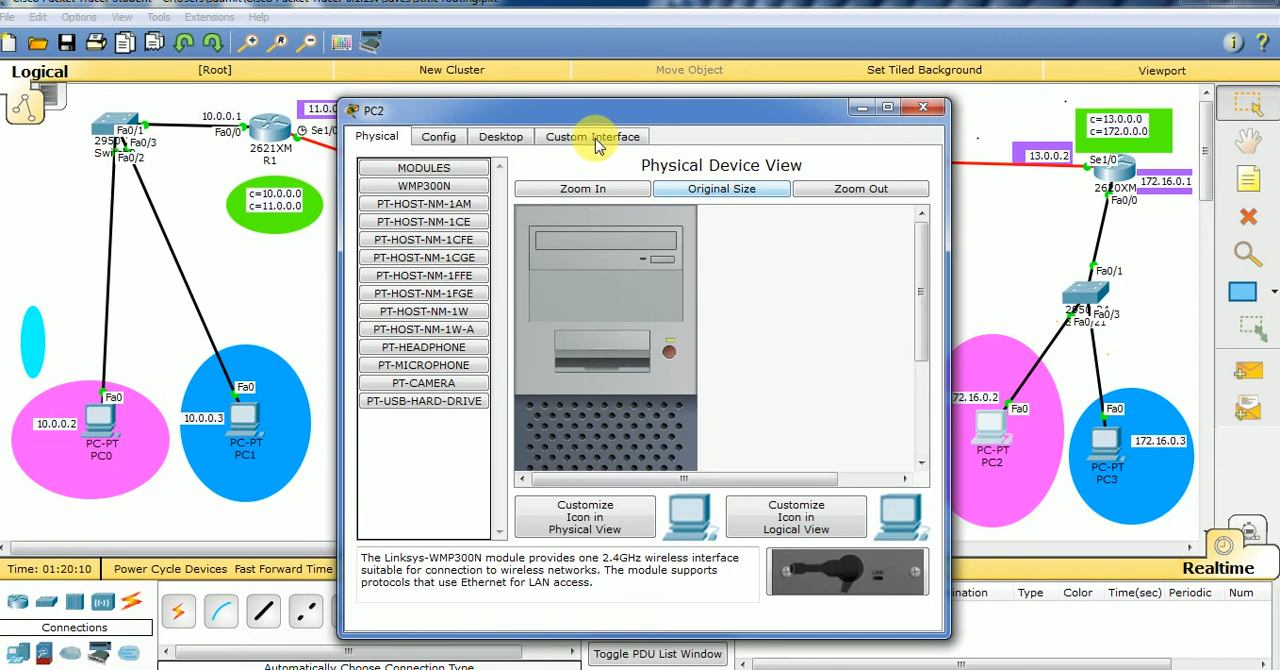 File Edit Options View Tools Extensions Help
Logical
[Root]
New Cluster
Move Object
Set Tiled Background
Viewport
10.0.0.1
11.0.0
Fa0/1
Fa0/3
Fa0/2
Fa0/0
Se1/0
2621XM
R1
c=10.0.0.0
c=11.0.0.0
10.0.0.2
Fa0
PC-PT
PC0
10.0.0.3
Fa0
PC-PT
PC1
PC2
Physical
Config
Desktop
Custom Interface
MODULES
WMP300N
PT-HOST-NM-1AM
PT-HOST-NM-1CE
PT-HOST-NM-1CFE
PT-HOST-NM-1CGE
PT-HOST-NM-1FFE
PT-HOST-NM-1FGE
PT-HOST-NM-1W
PT-HOST-NM-1W-A
PT-HEADPHONE
PT-MICROPHONE
PT-CAMERA
PT-USB-HARD-DRIVE
Physical Device View
Zoom In
Original Size
Zoom Out
Customize
Icon in
Physical View
Customize
Icon in
Logical View
The Linksys-WMP300N module provides one 2.4GHz wireless interface
suitable for connection to wireless networks. The module supports
protocols that use Ethernet for LAN access.
c=13.0.0.0
c=172.0.0.0
13.0.0.2
Se1/0
172.16.0.1
Fa0/0
Fa0/1
Fa0/3
72.16.0.2
Fa0
PC-PT
PC2
Fa0
172.16.0.3
PC-PT
PC3
Time: 01:20:10
Power Cycle Devices Fast Forward Time
Realtime
Connections
Automatically Choose Connection Type
Toggle PDU List Window
ination
Type
Color
Time(sec)
Periodic
Num